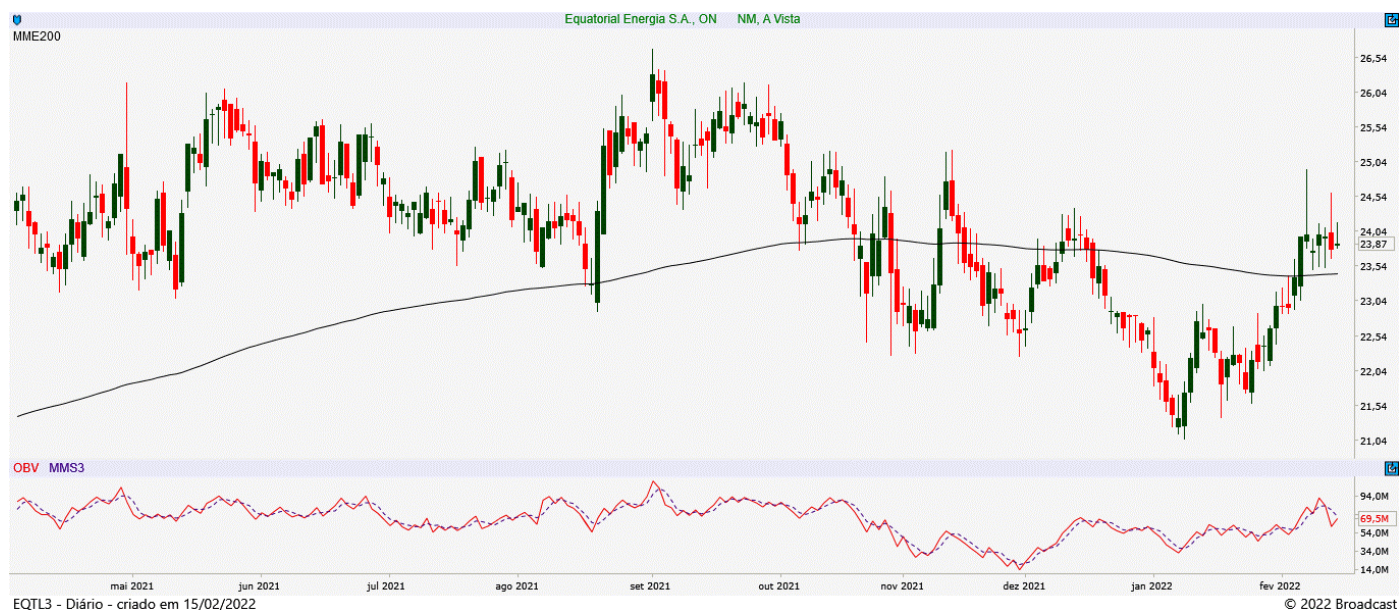 Equatorial Energia S.A., ON NM, A Vista
MME200
26,54
26,04
25,54
25,04
24,54
24,04
23,87
23,54
23,04
22,54
22,04
21,54
21,04
OBV MMS3
94,0M
69,5M
54,0M
34,0M
14,0M
mai 2021 jun 2021 jul 2021 ago 2021 set 2021 out 2021 nov 2021 dez 2021 jan 2022 fev 2022
EQTL3 - Diário - criado em 15/02/2022 © 2022 Broadcast